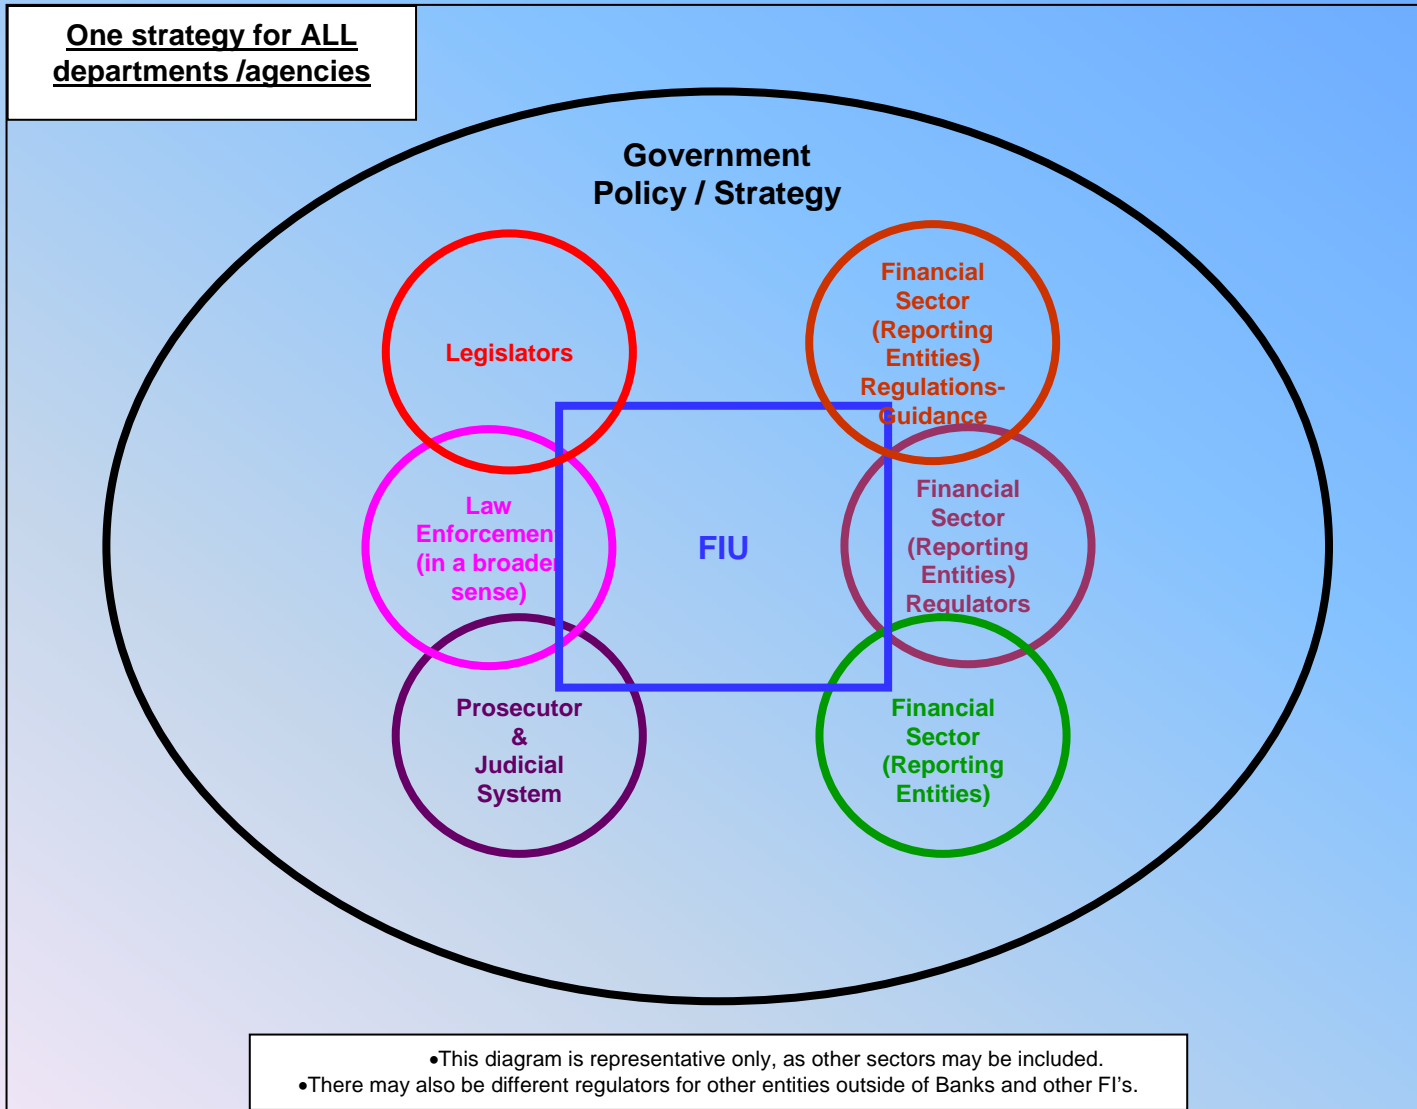 One strategy for ALL
departments /agencies
Government
Policy / Strategy
Legislators
Financial
Sector
(Reporting
Entities)
Regulations-
Guidance
Law
Enforcement
(in a broader
sense)
FIU
Financial
Sector
(Reporting
Entities)
Regulators
Prosecutor
&
Judicial
System
Financial
Sector
(Reporting
Entities)
•This diagram is representative only, as other sectors may be included.
•There may also be different regulators for other entities outside of Banks and other FI's.